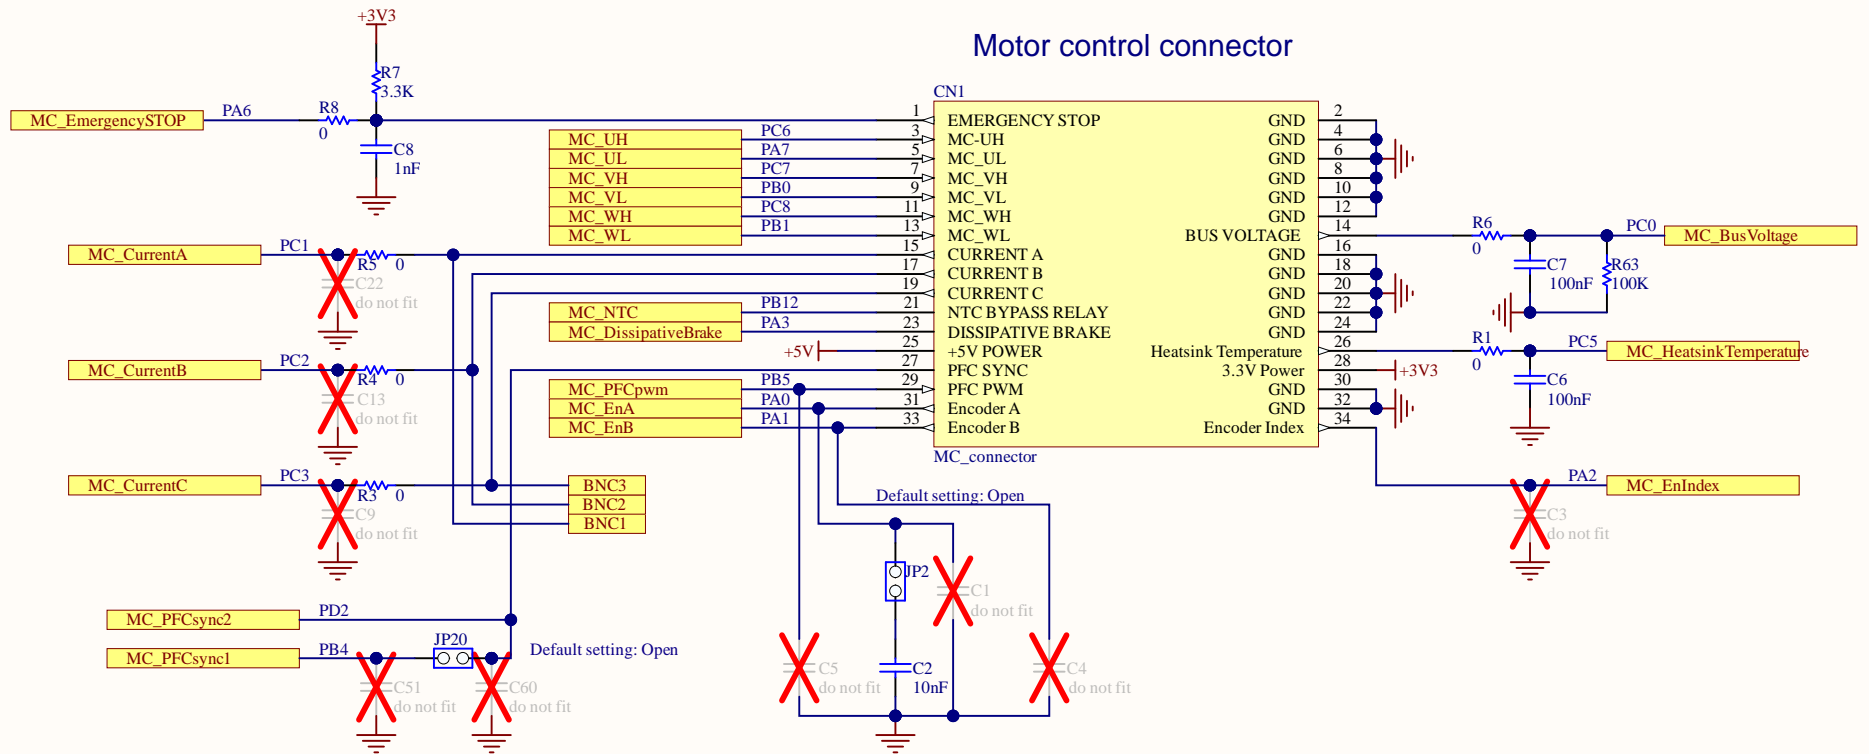 Motor control connector
+3V3
R7
3.3K
MC_EmergencySTOP
PA6
R8
0
C8
1nF
CN1
1 EMERGENCY STOP GND 2
MC_UH PC6 3 MC-UH GND 4
MC_UL PA7 5 MC_UL GND 6
MC_VH PC7 7 MC_VH GND 8
MC_VL PB0 9 MC_VL GND 10
MC_WH PC8 11 MC_WH GND 12
MC_WL PB1 13 MC_WL BUS VOLTAGE 14
15 CURRENT A GND 16
17 CURRENT B GND 18
19 CURRENT C GND 20
MC_NTC PB12 21 NTC BYPASS RELAY GND 22
MC_DissipativeBrake PA3 23 DISSIPATIVE BRAKE GND 24
+5V 25 +5V POWER Heatsink Temperature 26
27 PFC SYNC 3.3V Power 28 +3V3
MC_PFCpwm PB5 29 PFC PWM GND 30
MC_EnA PA0 31 Encoder A GND 32
MC_EnB PA1 33 Encoder B Encoder Index 34
MC_connector
R6
0
PC0
MC_BusVoltage
C7
100nF
R63
100K
R1
0
PC5
MC_HeatsinkTemperature
C6
100nF
PA2
MC_EnIndex
C3
do not fit
MC_CurrentA
PC1
R5
0
C22
do not fit
MC_CurrentB
PC2
R4
0
C13
do not fit
MC_CurrentC
PC3
R3
0
C9
do not fit
BNC3
BNC2
BNC1
Default setting: Open
JP2
C1
do not fit
C5
do not fit
C2
10nF
C4
do not fit
MC_PFCsync2
PD2
MC_PFCsync1
PB4
JP20
Default setting: Open
C51
do not fit
C60
do not fit